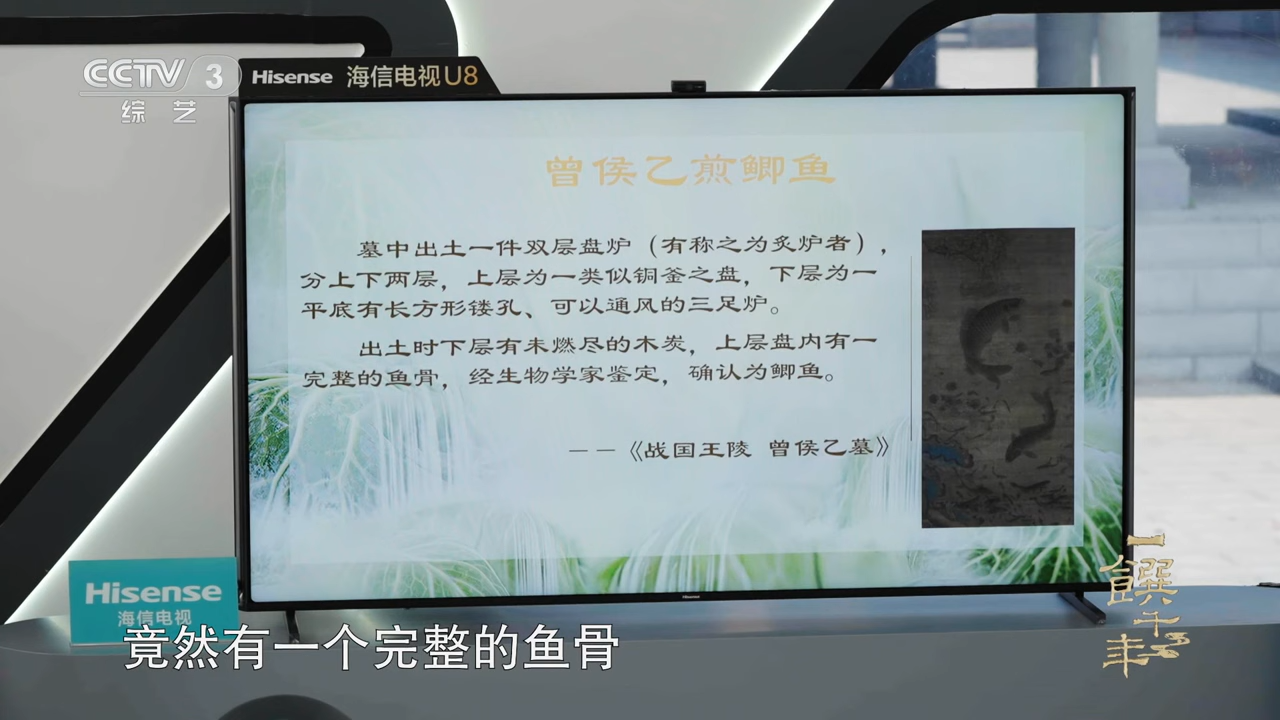 CCTV 3
综艺
Hisense 海信电视U8
曾侯乙煎鲫鱼
墓中出土一件双层盘炉（有称之为炙炉者），
分上下两层，上层为一类似铜釜之盘，下层为一
平底有长方形镂孔、可以通风的三足炉。
出土时下层有未燃尽的木炭，上层盘内有一
完整的鱼骨，经生物学家鉴定，确认为鲫鱼。
——《战国王陵 曾侯乙墓》
Hisense
Hisense
海信电视
竟然有一个完整的鱼骨
一馔千年